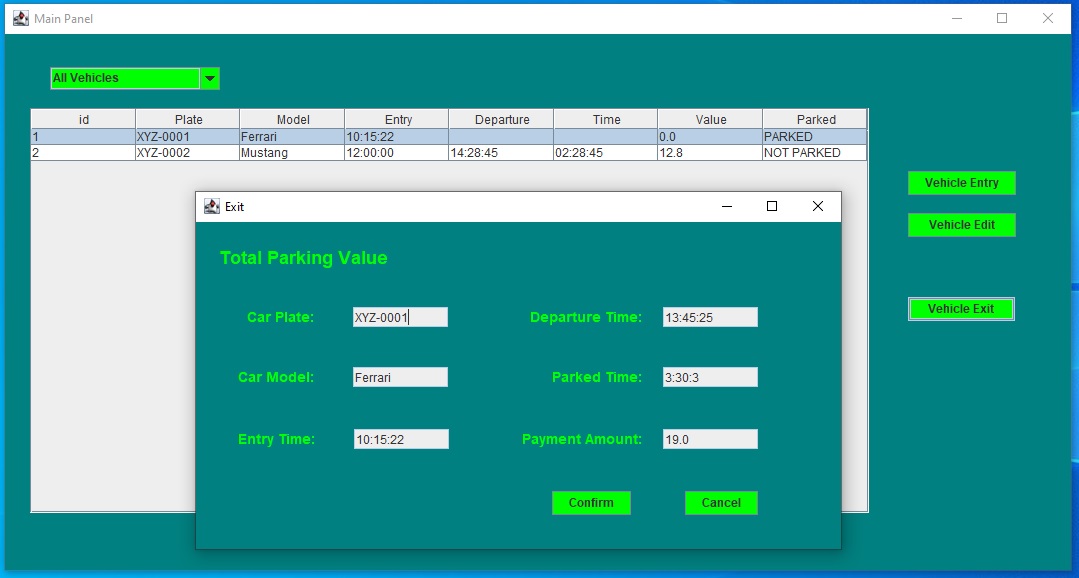 Main Panel
All Vehicles
id Plate Model Entry Departure Time Value Parked
1 XYZ-0001 Ferrari 10:15:22 0.0 PARKED
2 XYZ-0002 Mustang 12:00:00 14:28:45 02:28:45 12.8 NOT PARKED
Vehicle Entry
Vehicle Edit
Vehicle Exit
Exit
Total Parking Value
Car Plate: XYZ-0001 Departure Time: 13:45:25
Car Model: Ferrari Parked Time: 3:30:3
Entry Time: 10:15:22 Payment Amount: 19.0
Confirm Cancel